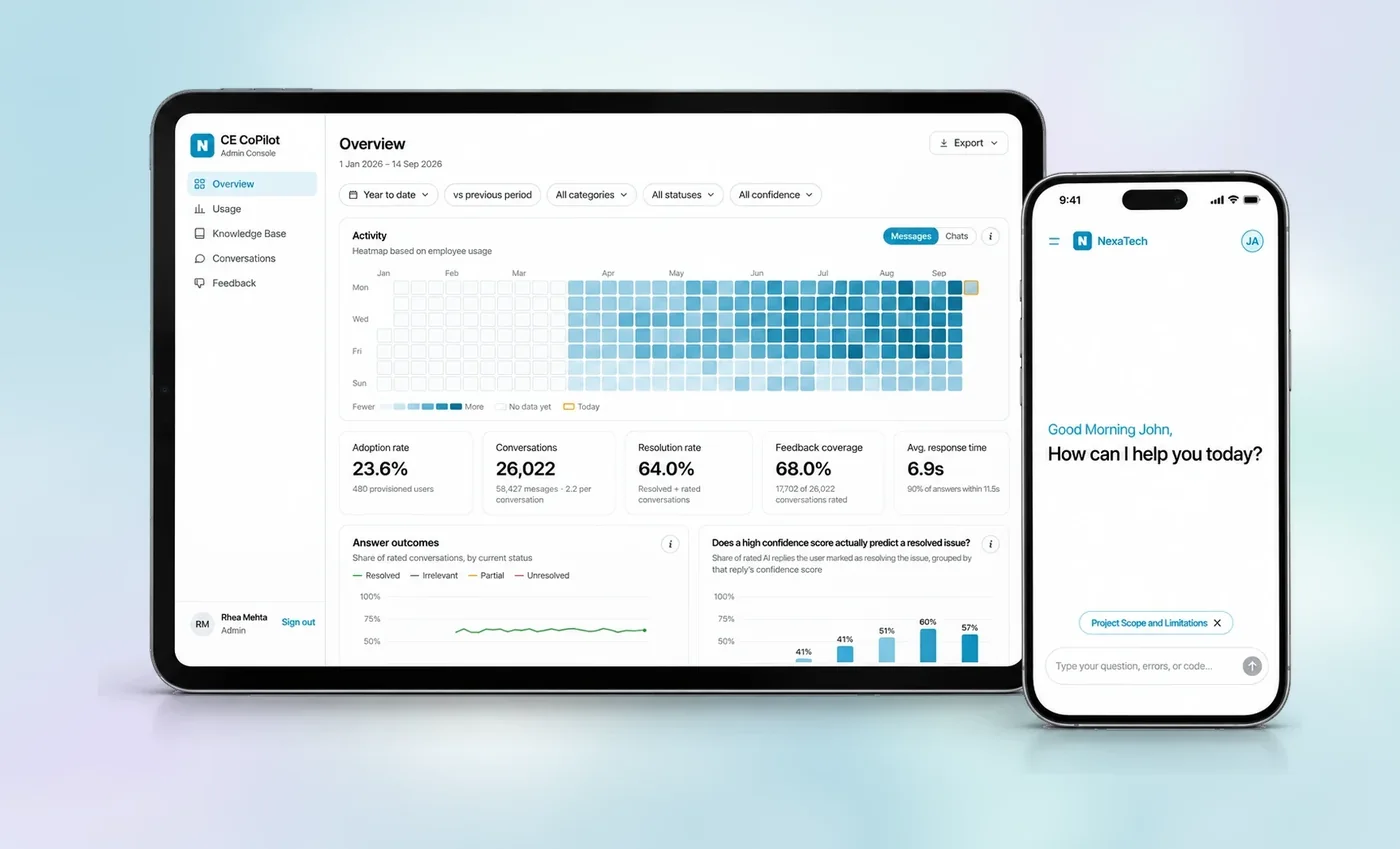 N
CE CoPilot
Admin Console
Overview
Usage
Knowledge Base
Conversations
Feedback
RM
Rhea Mehta
Admin
Sign out
Overview
1 Jan 2026 – 14 Sep 2026
Export
Year to date
vs previous period
All categories
All statuses
All confidence
Activity
Heatmap based on employee usage
Messages
Chats
i
Jan Feb Mar Apr May Jun Jul Aug Sep
Mon
Wed
Fri
Sun
Fewer More No data yet Today
Adoption rate
23.6%
480 provisioned users
Conversations
26,022
58,427 mesages · 2.2 per
conversation
Resolution rate
64.0%
Resolved + rated
conversations
Feedback coverage
68.0%
17,702 of 26,022
conversations rated
Avg. response time
6.9s
90% of answers within 11.5s
Answer outcomes
i
Share of rated conversations, by current status
Resolved Irrelevant Partial Unresolved
100%
75%
50%
Does a high confidence score actually predict a resolved issue?
i
Share of rated AI replies the user marked as resolving the issue, grouped by
that reply's confidence score
100%
75%
50%
41% 41% 51% 60% 57%
9:41
N
NexaTech
JA
Good Morning John,
How can I help you today?
Project Scope and Limitations X
Type your question, errors, or code...